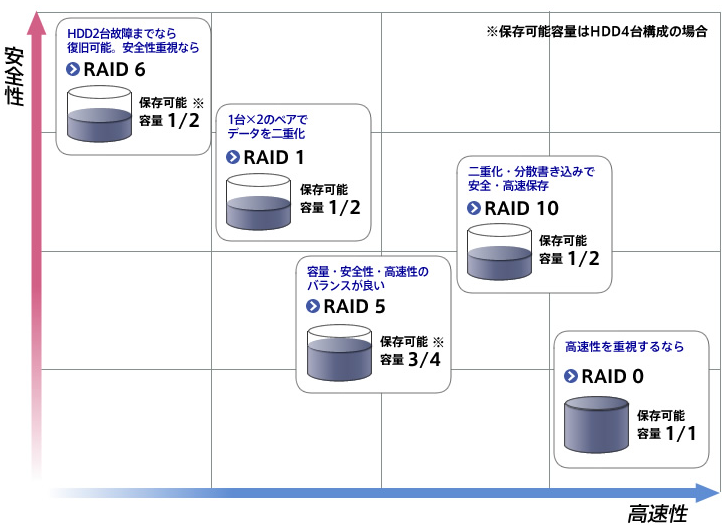 ※保存可能容量はHDD4台構成の場合
安全性
HDD2台故障までなら
復旧可能。安全性重視なら
RAID 6
保存可能 ※
容量 1/2
1台×2のペアで
データを二重化
RAID 1
保存可能
容量 1/2
二重化・分散書き込みで
安全・高速保存
RAID 10
保存可能
容量 1/2
容量・安全性・高速性の
バランスが良い
RAID 5
保存可能 ※
容量 3/4
高速性を重視するなら
RAID 0
保存可能
容量 1/1
高速性